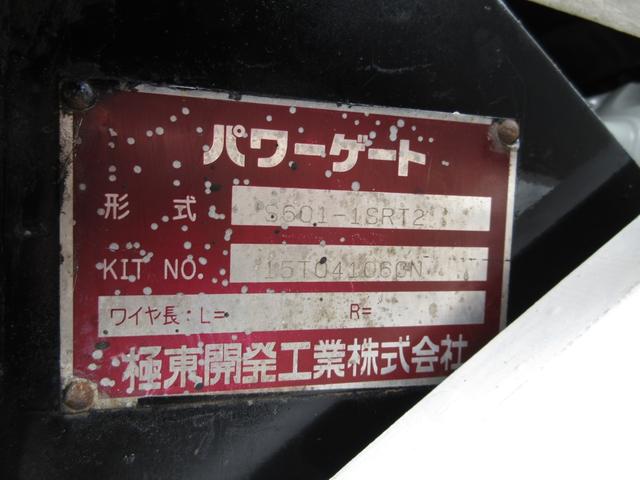 パワーゲート
形式 S601-1SRT2
KIT NO. 15T04106GN
ワイヤ長:L= R=
極東開発工業株式会社